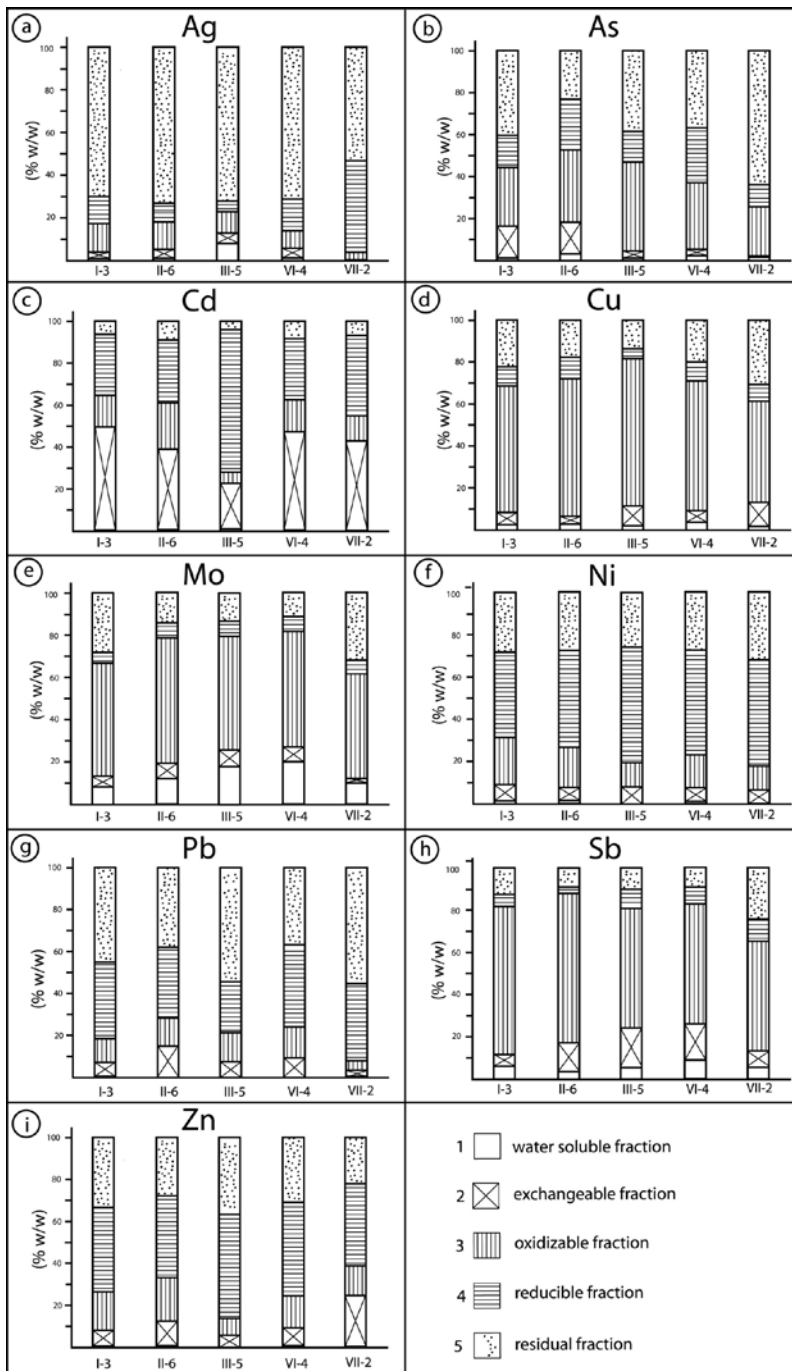 a Ag
(% w/w)
100
80
60
40
20
I-3 II-6 III-5 VI-4 VII-2
b As
(% w/w)
100
80
60
40
20
I-3 II-6 III-5 VI-4 VII-2
c Cd
(% w/w)
100
80
60
40
20
I-3 II-6 III-5 VI-4 VII-2
d Cu
(% w/w)
100
80
60
40
20
I-3 II-6 III-5 VI-4 VII-2
e Mo
(% w/w)
100
80
60
40
20
I-3 II-6 III-5 VI-4 VII-2
f Ni
(% w/w)
100
80
60
40
20
I-3 II-6 III-5 VI-4 VII-2
g Pb
(% w/w)
100
80
60
40
20
I-3 II-6 III-5 VI-4 VII-2
h Sb
(% w/w)
100
80
60
40
20
I-3 II-6 III-5 VI-4 VII-2
i Zn
(% w/w)
100
80
60
40
20
I-3 II-6 III-5 VI-4 VII-2
1 water soluble fraction
2 exchangeable fraction
3 oxidizable fraction
4 reducible fraction
5 residual fraction